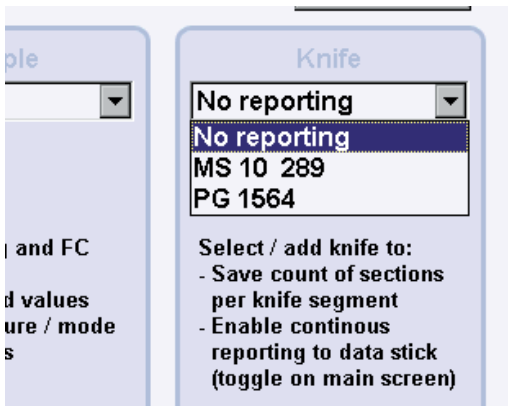 ple
Knife
No reporting
No reporting
MS 10 289
PG 1564
and FC
d values
ure / mode
s
Select / add knife to:
- Save count of sections
per knife segment
- Enable continous
reporting to data stick
(toggle on main screen)